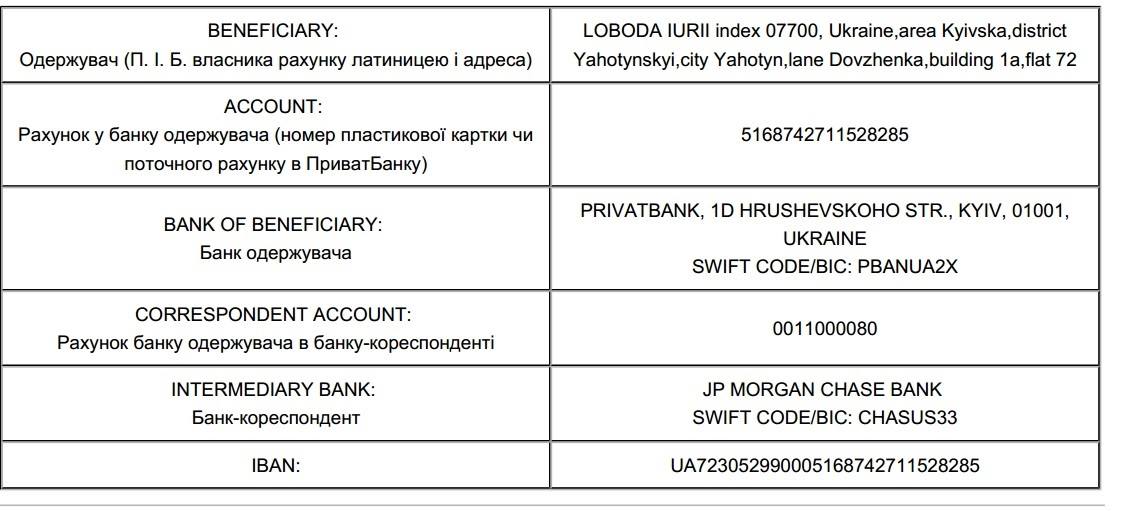 BENEFICIARY:
Одержувач (П. І. Б. власника рахунку латиницею і адреса)
LOBODA IURII index 07700, Ukraine,area Kyivska,district
Yahotynskyi,city Yahotyn,lane Dovzhenka,building 1a,flat 72
ACCOUNT:
Рахунок у банку одержувача (номер пластикової картки чи
поточного рахунку в ПриватБанку)
5168742711528285
BANK OF BENEFICIARY:
Банк одержувача
PRIVATBANK, 1D HRUSHEVSKOHO STR., KYIV, 01001,
UKRAINE
SWIFT CODE/BIC: PBANUA2X
CORRESPONDENT ACCOUNT:
Рахунок банку одержувача в банку-кореспонденті
0011000080
INTERMEDIARY BANK:
Банк-кореспондент
JP MORGAN CHASE BANK
SWIFT CODE/BIC: CHASUS33
IBAN:
UA723052990005168742711528285